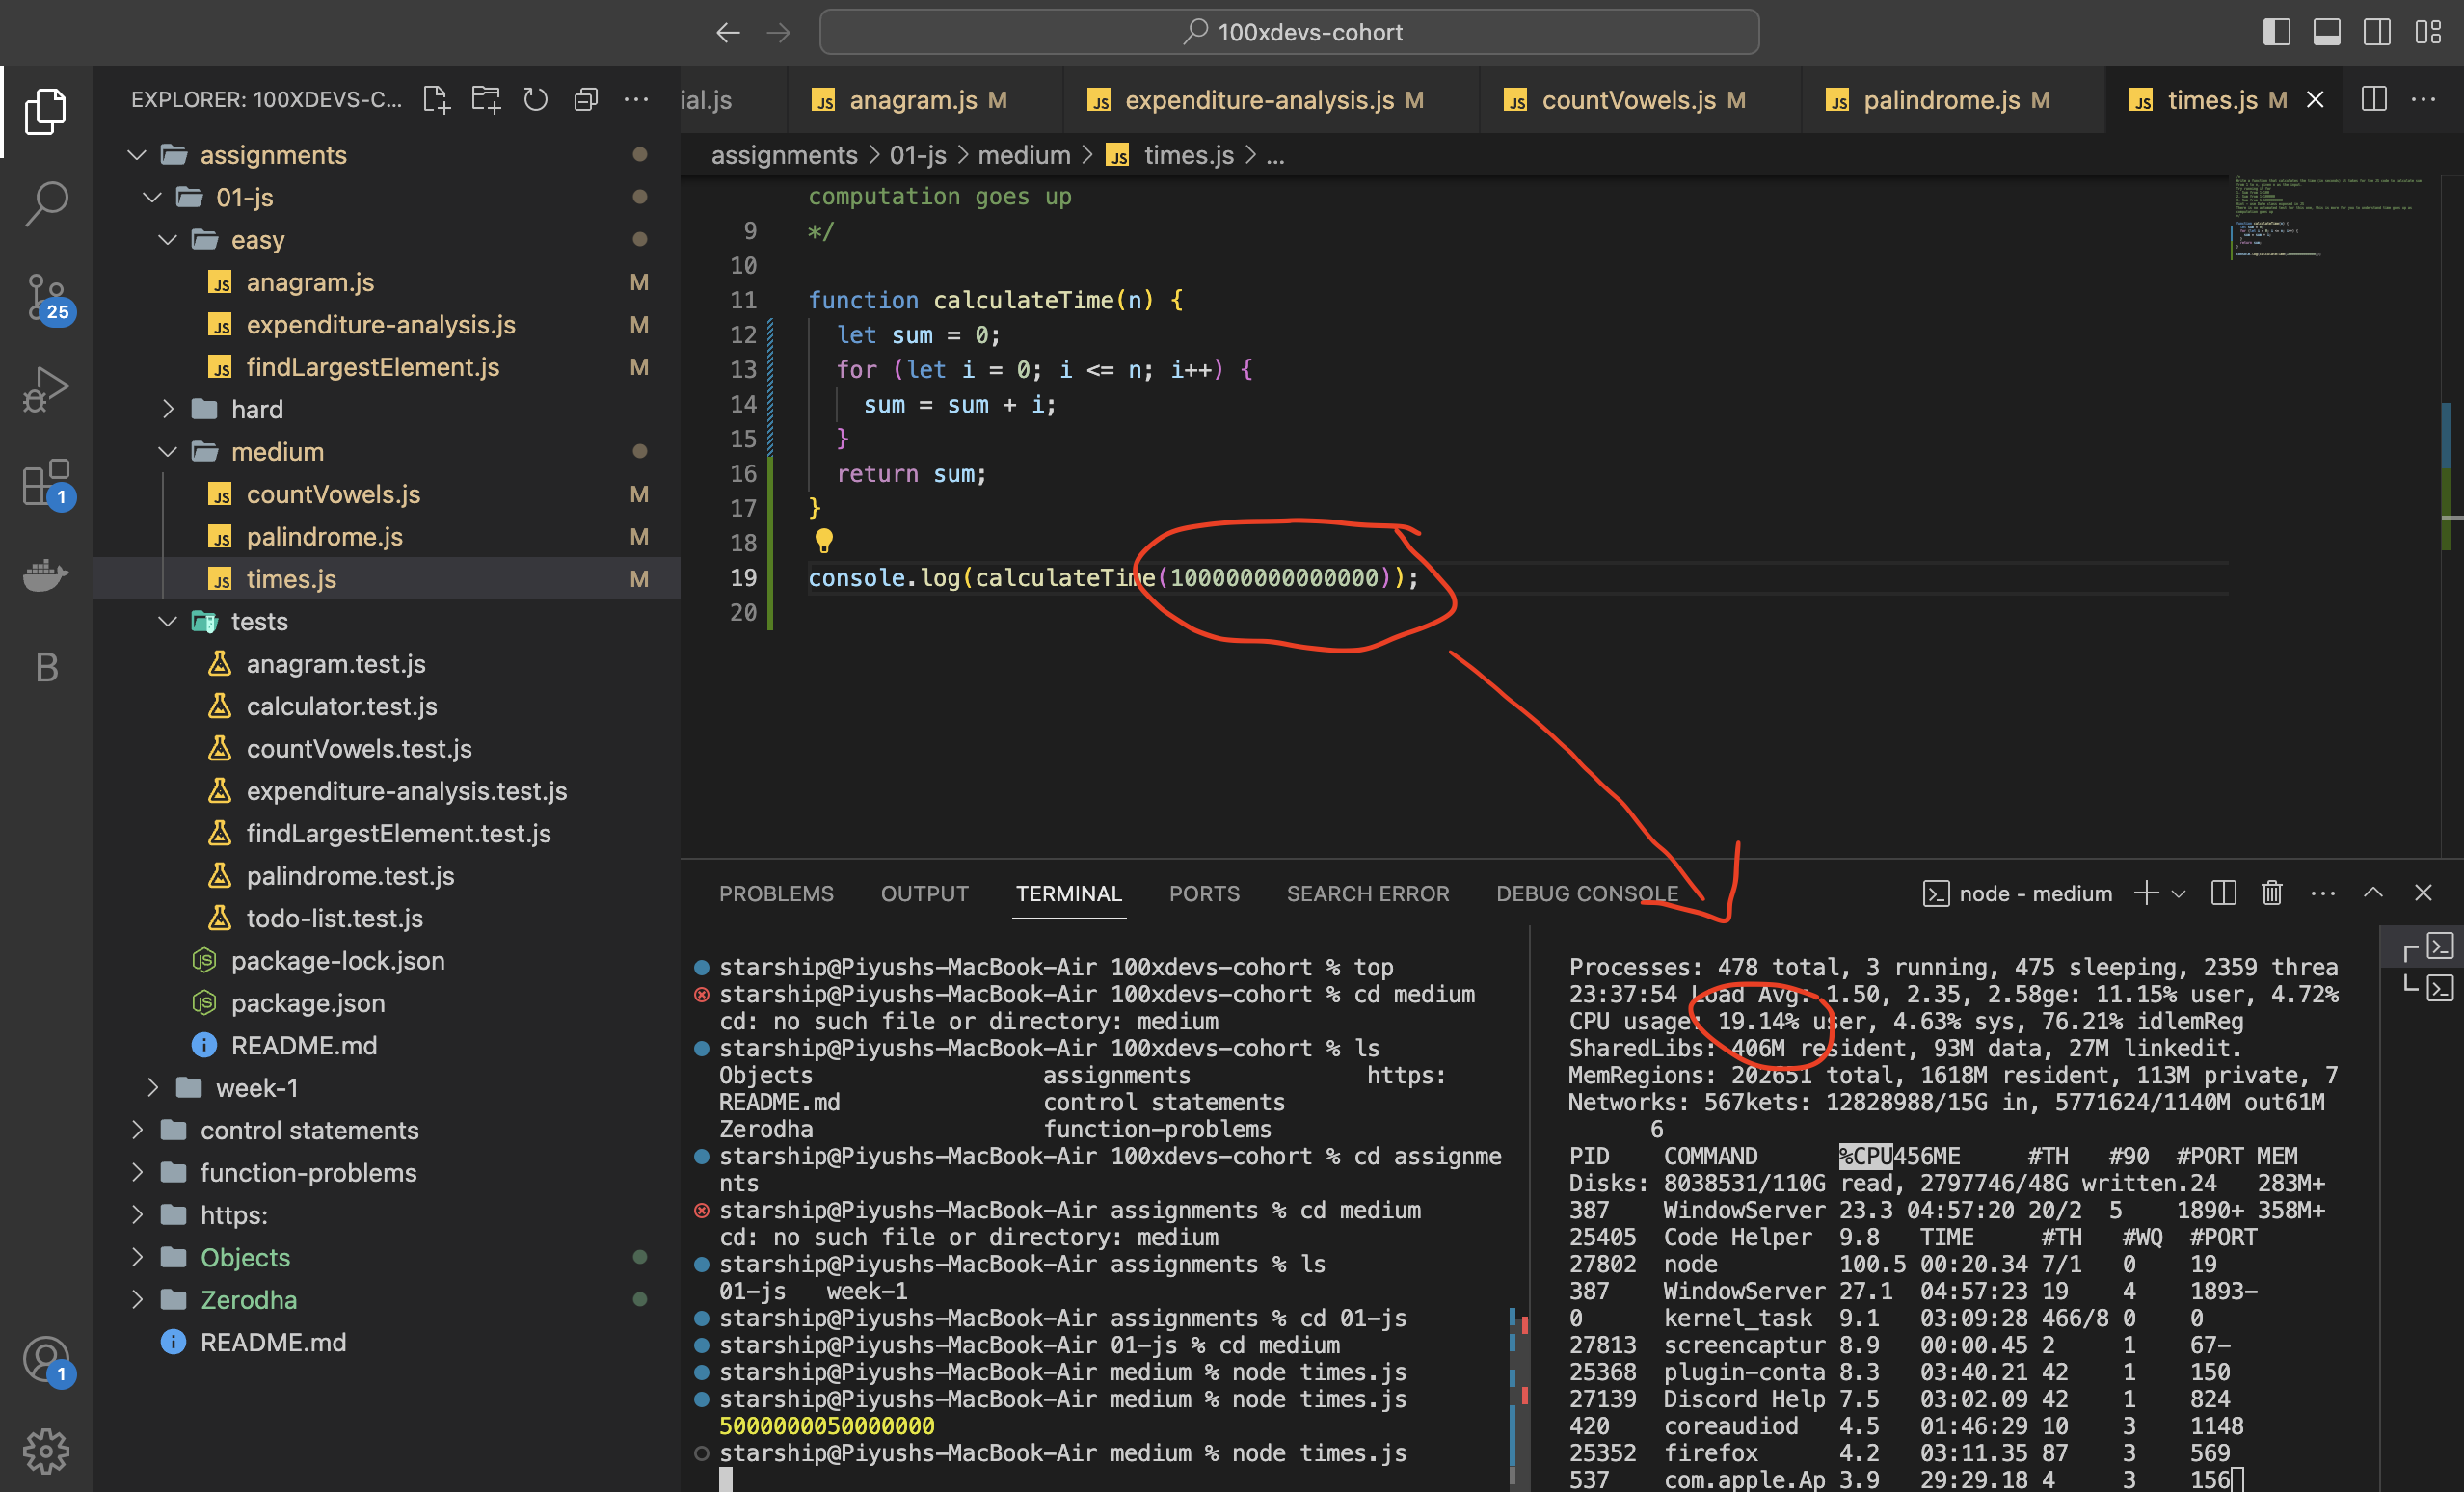 100xdevs-cohort
EXPLORER: 100XDEVS-C...
ial.js
anagram.js M
expenditure-analysis.js M
countVowels.js M
palindrome.js M
times.js M
assignments > 01-js > medium > JS times.js > ...
assignments
01-js
easy
anagram.js M
expenditure-analysis.js M
findLargestElement.js M
hard
medium
countVowels.js M
palindrome.js M
times.js M
tests
anagram.test.js
calculator.test.js
countVowels.test.js
expenditure-analysis.test.js
findLargestElement.test.js
palindrome.test.js
todo-list.test.js
package-lock.json
package.json
README.md
week-1
control statements
function-problems
https:
Objects
Zerodha
README.md
25
1
B
1
computation goes up
9 */
10
11 function calculateTime(n) {
12 let sum = 0;
13 for (let i = 0; i <= n; i++) {
14 sum = sum + i;
15 }
16 return sum;
17 }
18
19 console.log(calculateTime(100000000000000));
20
PROBLEMS OUTPUT TERMINAL PORTS SEARCH ERROR DEBUG CONSOLE
node - medium
starship@Piyushs-MacBook-Air 100xdevs-cohort % top
starship@Piyushs-MacBook-Air 100xdevs-cohort % cd medium
cd: no such file or directory: medium
starship@Piyushs-MacBook-Air 100xdevs-cohort % ls
Objects assignments https:
README.md control statements
Zerodha function-problems
starship@Piyushs-MacBook-Air 100xdevs-cohort % cd assignme
nts
starship@Piyushs-MacBook-Air assignments % cd medium
cd: no such file or directory: medium
starship@Piyushs-MacBook-Air assignments % ls
01-js week-1
starship@Piyushs-MacBook-Air assignments % cd 01-js
starship@Piyushs-MacBook-Air 01-js % cd medium
starship@Piyushs-MacBook-Air medium % node times.js
starship@Piyushs-MacBook-Air medium % node times.js
5000000050000000
starship@Piyushs-MacBook-Air medium % node times.js
Processes: 478 total, 3 running, 475 sleeping, 2359 threa
23:37:54 Load Avg: 1.50, 2.35, 2.58ge: 11.15% user, 4.72%
CPU usage: 19.14% user, 4.63% sys, 76.21% idlemReg
SharedLibs: 406M resident, 93M data, 27M linkedit.
MemRegions: 202651 total, 1618M resident, 113M private, 7
Networks: 567kets: 12828988/15G in, 5771624/1140M out61M
6
PID COMMAND %CPU456ME #TH #90 #PORT MEM
Disks: 8038531/110G read, 2797746/48G written.24 283M+
387 WindowServer 23.3 04:57:20 20/2 5 1890+ 358M+
25405 Code Helper 9.8 TIME #TH #WQ #PORT
27802 node 100.5 00:20.34 7/1 0 19
387 WindowServer 27.1 04:57:23 19 4 1893-
0 kernel_task 9.1 03:09:28 466/8 0 0
27813 screencaptur 8.9 00:00.45 2 1 67-
25368 plugin-conta 8.3 03:40.21 42 1 150
27139 Discord Help 7.5 03:02.09 42 1 824
420 coreaudiod 4.5 01:46:29 10 3 1148
25352 firefox 4.2 03:11.35 87 3 569
537 com.apple.Ap 3.9 29:29.18 4 3 156